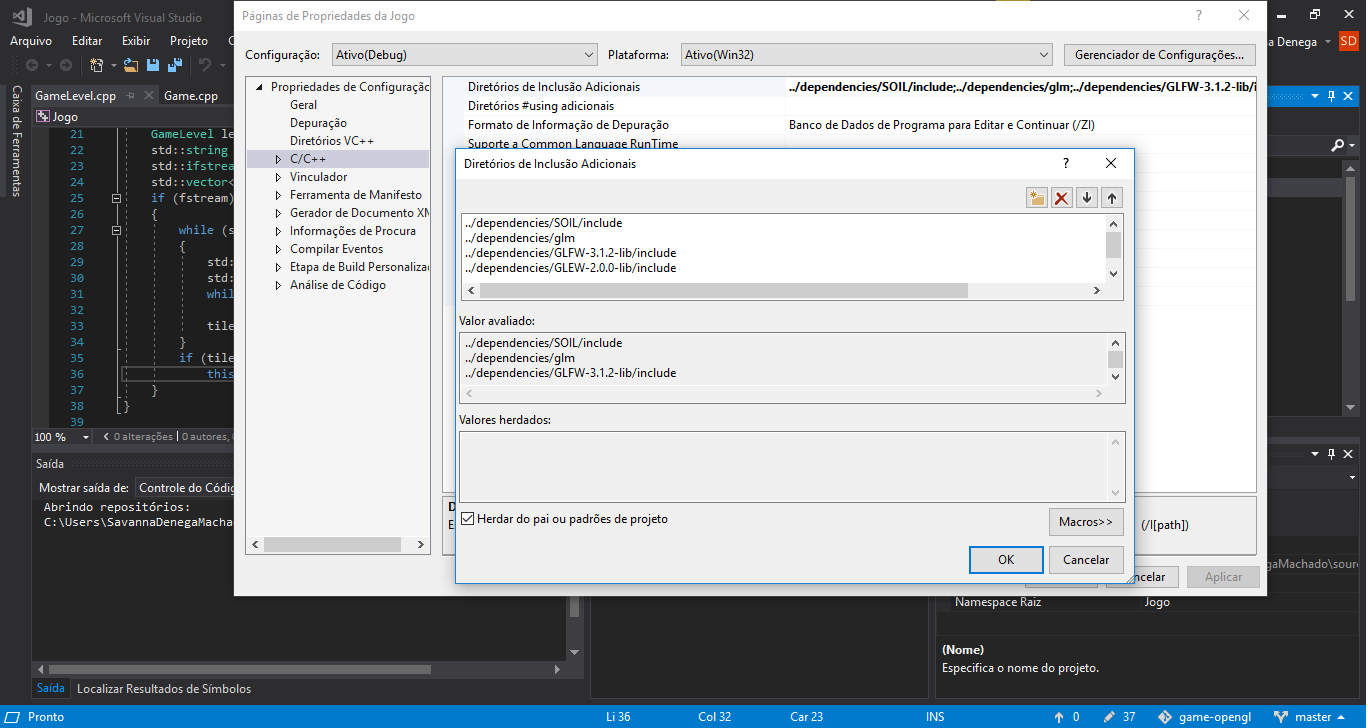 Jogo - Microsoft Visual Studio
Arquivo Editar Exibir Projeto
a Denega SD
Páginas de Propriedades da Jogo
Configuração: Ativo(Debug) Plataforma: Ativo(Win32) Gerenciador de Configurações...
Caixa de Ferramentas
GameLevel.cpp Game.cpp
Jogo
21 GameLevel le
22 std::string
23 std::ifstrea
24 std::vector<
25 if (fstream)
26 {
27 while (s
28 {
29 std:
30 std:
31 whil
32
33 tile
34 }
35 if (tile
36 this
37 }
38 }
39
100 % 0 alterações | 0 autores,
Propriedades de Configuração
Geral
Depuração
Diretórios VC++
C/C++
Vinculador
Ferramenta de Manifesto
Gerador de Documento XM
Informações de Procura
Compilar Eventos
Etapa de Build Personaliza
Análise de Código
Diretórios de Inclusão Adicionais ../dependencies/SOIL/include;../dependencies/glm;../dependencies/GLFW-3.1.2-lib/i
Diretórios #using adicionais
Formato de Informação de Depuração Banco de Dados de Programa para Editar e Continuar (/ZI)
Suporte a Common Language RunTime
Diretórios de Inclusão Adicionais
?
../dependencies/SOIL/include
../dependencies/glm
../dependencies/GLFW-3.1.2-lib/include
../dependencies/GLEW-2.0.0-lib/include
Valor avaliado:
../dependencies/SOIL/include
../dependencies/glm
../dependencies/GLFW-3.1.2-lib/include
Valores herdados:
Herdar do pai ou padrões de projeto
Macros>>
OK Cancelar
D
E
(/I[path])
ncelar Aplicar
Saída
Mostrar saída de: Controle do Códig
Abrindo repositórios:
C:\Users\SavannaDenegaMacha
gaMachado\sourc
Namespace Raiz Jogo
(Nome)
Especifica o nome do projeto.
Saída Localizar Resultados de Símbolos
Pronto Li 36 Col 32 Car 23 INS 0 37 game-opengl master